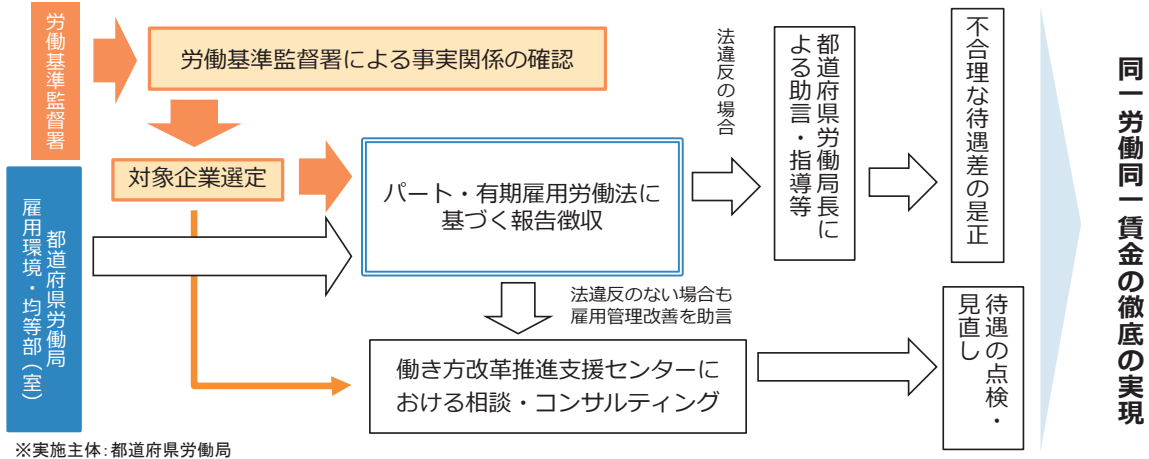 労働基準監督署
労働基準監督署による事実関係の確認
対象企業選定
都道府県労働局
雇用環境・均等部（室）
パート・有期雇用労働法に
基づく報告徴収
法違反の場合
都道府県労働局長に
よる助言・指導等
不合理な待遇差の是正
法違反のない場合も
雇用管理改善を助言
働き方改革推進支援センターに
おける相談・コンサルティング
待遇の点検・
見直し
同一労働同一賃金の徹底の実現
※実施主体：都道府県労働局